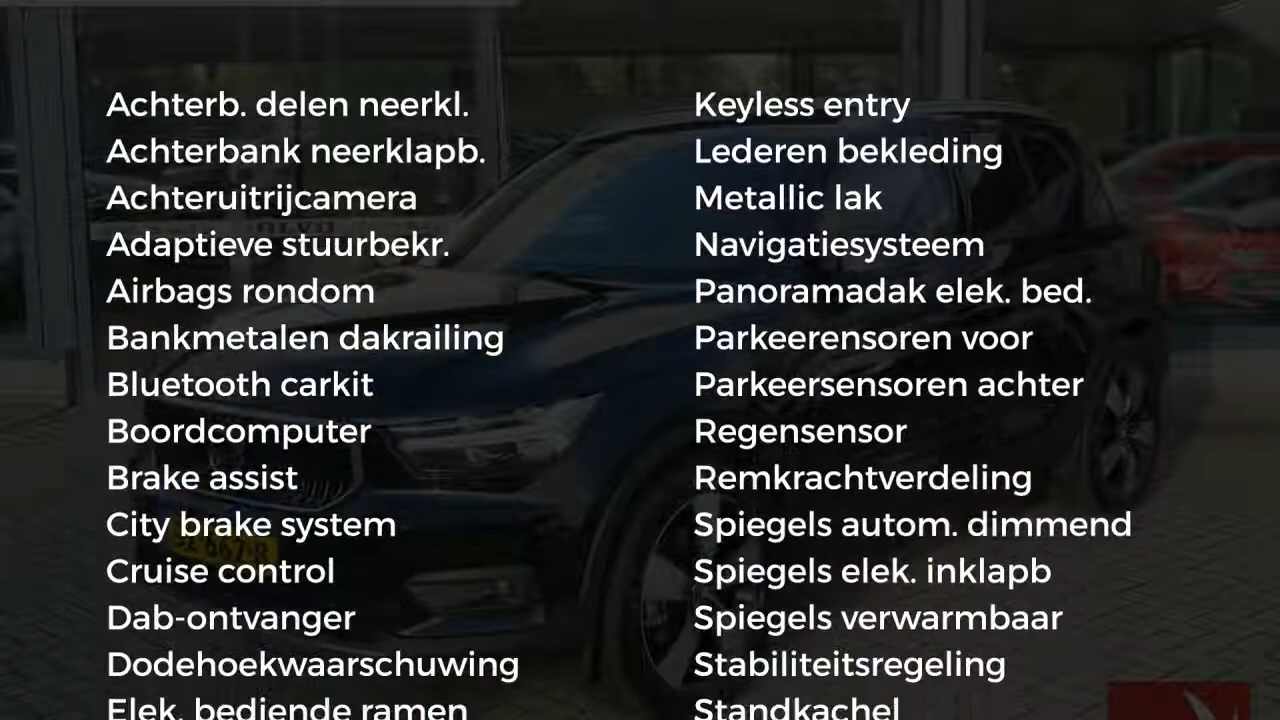 Achterb. delen neerkl.
Achterbank neerklapb.
Achteruitrijcamera
Adaptieve stuurbekr.
Airbags rondom
Bankmetalen dakrailing
Bluetooth carkit
Boordcomputer
Brake assist
City brake system
Cruise control
Dab-ontvanger
Dodehoekwaarschuwing
Elek. bediende ramen
Keyless entry
Lederen bekleding
Metallic lak
Navigatiesysteem
Panoramadak elek. bed.
Parkeerensoren voor
Parkeersensoren achter
Regensensor
Remkrachtverdeling
Spiegels autom. dimmend
Spiegels elek. inklapb
Spiegels verwarmbaar
Stabiliteitsregeling
Standkachel